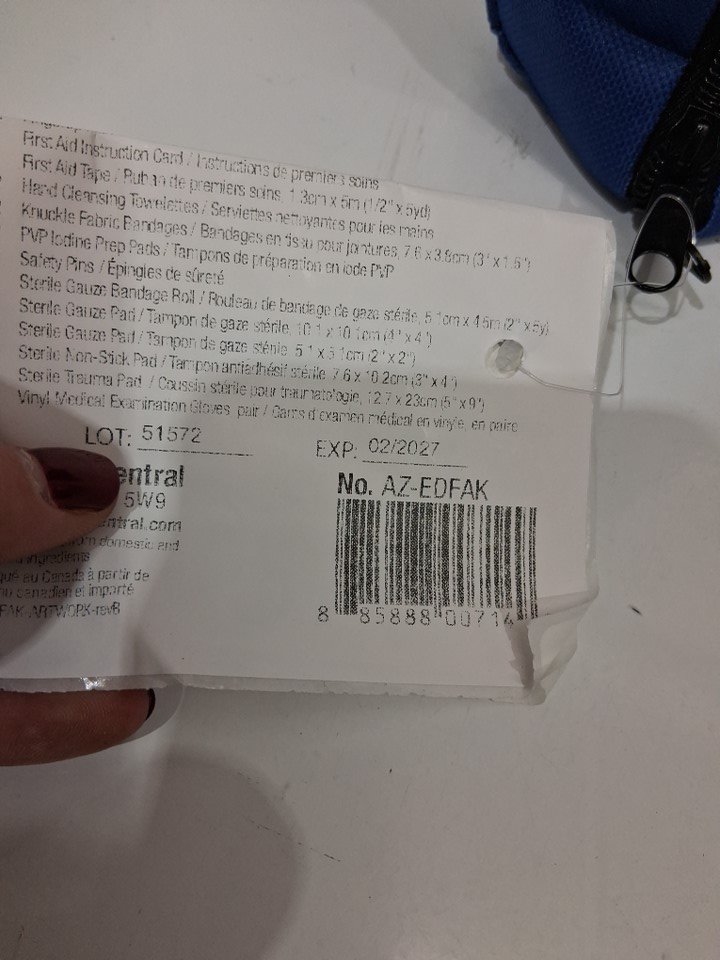 First Aid Instruction Card / Instructions de premiers soins
First Aid Tape / Ruban de premiers soins, 1.3cm x 5m (1/2" x 5yd)
Hand Cleansing Towelettes / Serviettes nettoyantes pour les mains
Knuckle Fabric Bandages / Bandages en tissu pour jointures, 7.6 x 3.8cm (3" x 1.5")
PVP Iodine Prep Pads / Tampons de préparation en iode PVP
Safety Pins / Épingles de sûreté
Sterile Gauze Bandage Roll / Rouleau de bandage de gaze stérile, 5.1cm x 4.5m (2" x 5y)
Sterile Gauze Pad / Tampon de gaze stérile, 10.1 x 10.1cm (4" x 4")
Sterile Gauze Pad / Tampon de gaze stérile, 5.1 x 5.1cm (2" x 2")
Sterile Non-Stick Pad / Tampon antiadhésif stérile, 7.6 x 10.2cm (3" x 4")
Sterile Trauma Pad / Coussin stérile pour traumatologie, 12.7 x 23cm (5" x 9")
Vinyl Medical Examination Gloves, pair / Gants d'examen médical en vinyle, en paire
LOT: 51572
EXP: 02/2027
entral
5W9
entral.com
domestic and
ingredients
qué au Canada à partir de
canadien et importé
FAK-ARTWORK-revB
No. AZ-EDFAK
8 85888 00714